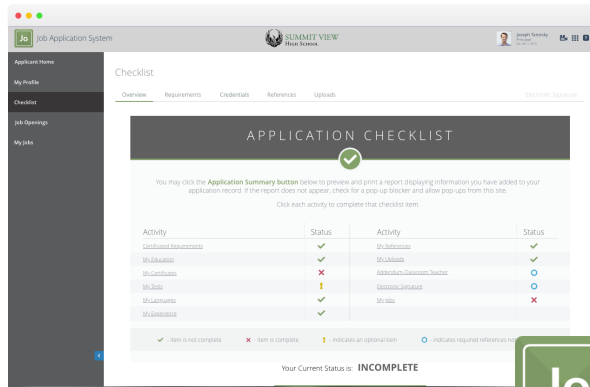 Jo Job Application System
SUMMIT VIEW
HIGH SCHOOL
Joseph Taminsky
Principal
Applicant Home
My Profile
Checklist
Job Openings
My Jobs
Checklist
Overview Requirements Credentials References Uploads Electronic Signature
APPLICATION CHECKLIST
You may click the Application Summary button below to preview and print a report displaying information you have added to your
application record. If the report does not appear, check for a pop-up blocker and allow pop-ups from this site.
Click each activity to complete that checklist item.
Activity Status Activity Status
Certificated Requirements My References
My Education My Uploads
My Certificates Addendum-Classroom Teacher
My Tests Electronic Signature
My Languages My Jobs
My Experience
- item is not complete - item is complete - indicates an optional item - indicates required references not
Your Current Status is: INCOMPLETE
Jo